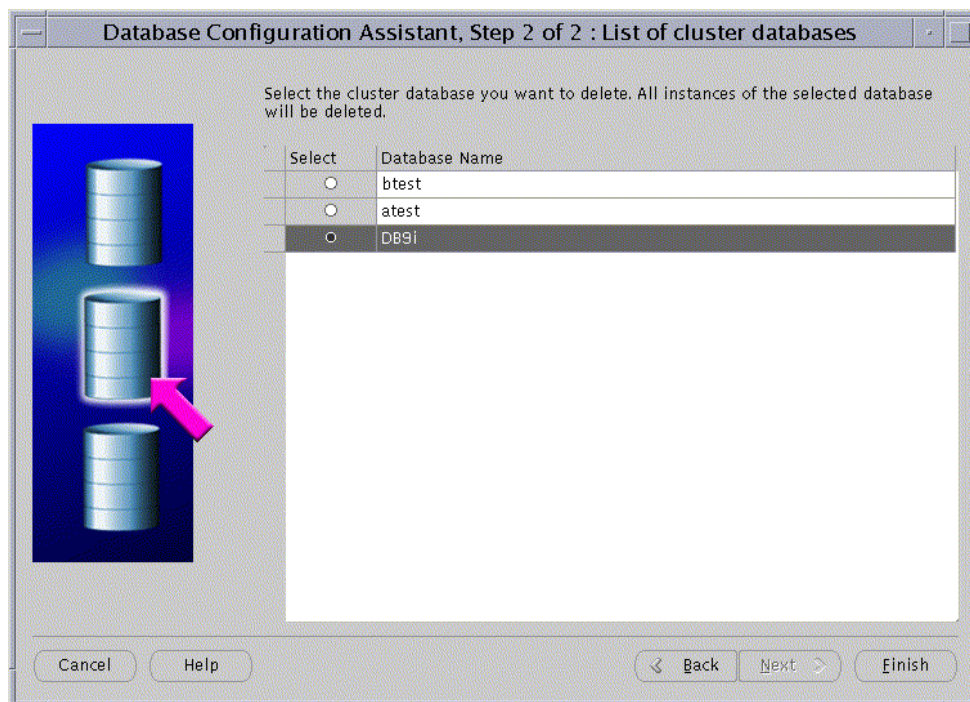 Database Configuration Assistant, Step 2 of 2 : List of cluster databases
Select the cluster database you want to delete. All instances of the selected database
will be deleted.
Select Database Name
btest
atest
DB9i
Cancel Help Back Next Finish